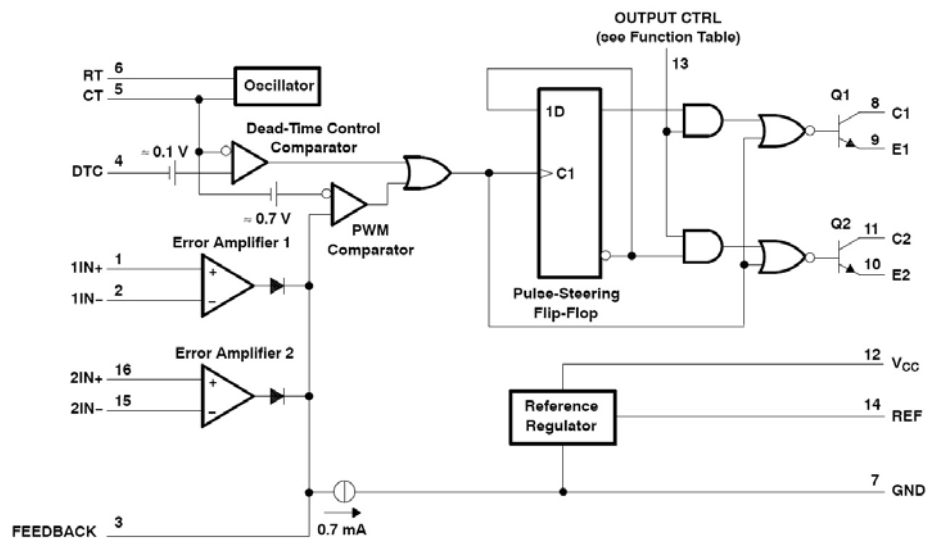 OUTPUT CTRL
(see Function Table)
13
RT 6
CT 5
Oscillator
Dead-Time Control
Comparator
≈ 0.1 V
DTC 4
≈ 0.7 V
PWM
Comparator
1D
C1
Pulse-Steering
Flip-Flop
Q1
8 C1
9 E1
Q2
11 C2
10 E2
Error Amplifier 1
1IN+ 1
+
1IN− 2
−
Error Amplifier 2
2IN+ 16
+
2IN− 15
−
12 VCC
Reference
Regulator
14 REF
7 GND
0.7 mA
FEEDBACK 3